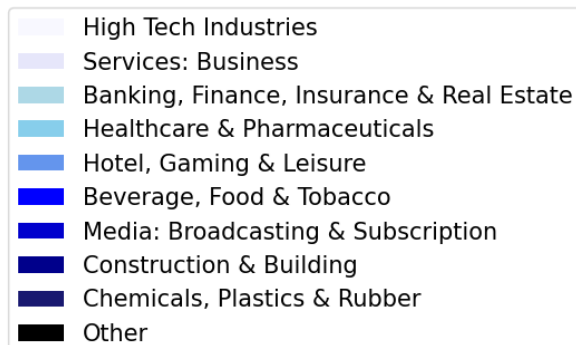 High Tech Industries
Services: Business
Banking, Finance, Insurance & Real Estate
Healthcare & Pharmaceuticals
Hotel, Gaming & Leisure
Beverage, Food & Tobacco
Media: Broadcasting & Subscription
Construction & Building
Chemicals, Plastics & Rubber
Other